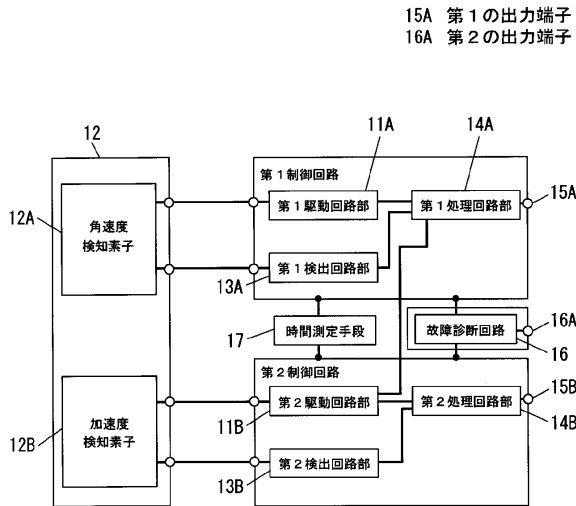 15A 第1の出力端子
16A 第2の出力端子
12
11A
14A
第1制御回路
12A
角速度
検知素子
第1駆動回路部
第1処理回路部
15A
第1検出回路部
13A
17
時間測定手段
故障診断回路
16A
16
第2制御回路
12B
加速度
検知素子
第2駆動回路部
第2処理回路部
15B
11B
14B
第2検出回路部
13B